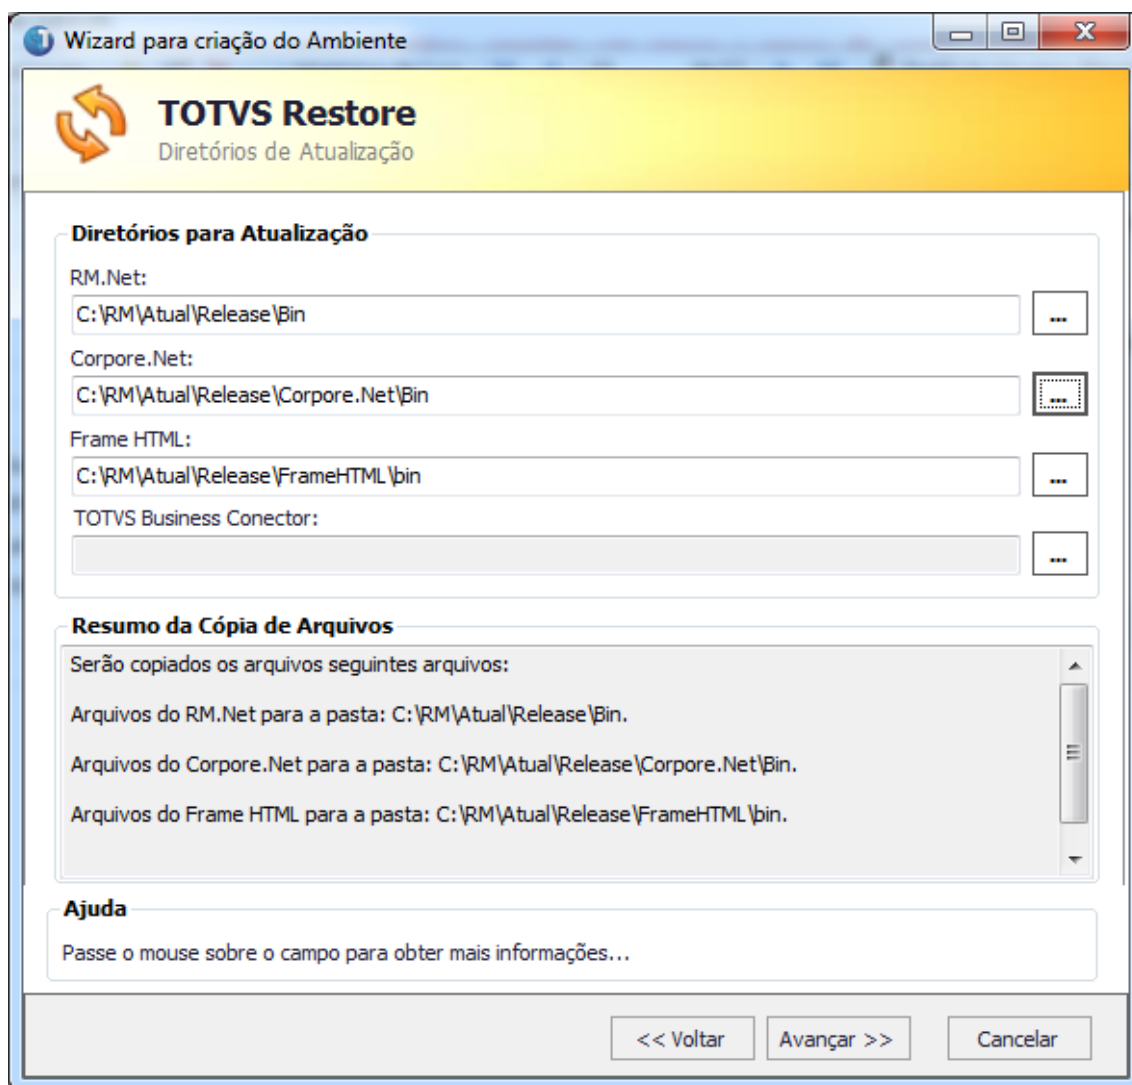 Wizard para criação do Ambiente
TOTVS Restore
Diretórios de Atualização
Diretórios para Atualização
RM.Net:
C:\RM\Atual\Release\Bin
...
Corpore.Net:
C:\RM\Atual\Release\Corpore.Net\Bin
...
Frame HTML:
C:\RM\Atual\Release\FrameHTML\bin
...
TOTVS Business Conector:
...
Resumo da Cópia de Arquivos
Serão copiados os arquivos seguintes arquivos:
Arquivos do RM.Net para a pasta: C:\RM\Atual\Release\Bin.
Arquivos do Corpore.Net para a pasta: C:\RM\Atual\Release\Corpore.Net\Bin.
Arquivos do Frame HTML para a pasta: C:\RM\Atual\Release\FrameHTML\bin.
Ajuda
Passe o mouse sobre o campo para obter mais informações...
<< Voltar
Avançar >>
Cancelar